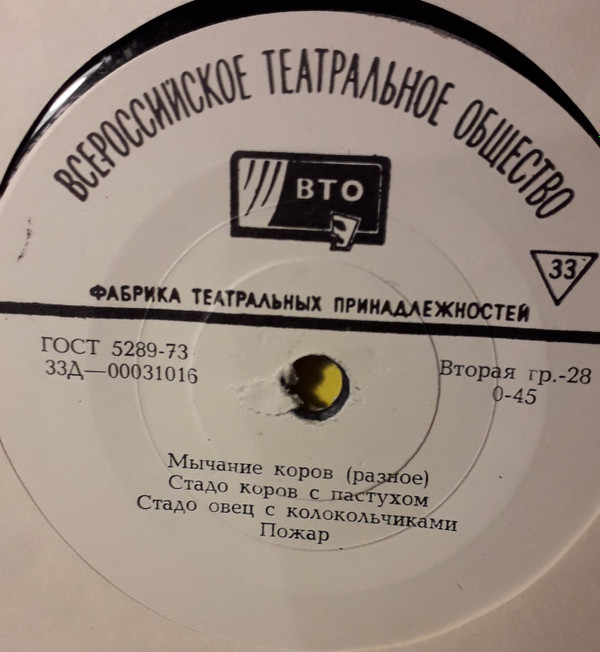 ВСЕРОССИЙСКОЕ ТЕАТРАЛЬНОЕ ОБЩЕСТВО
ВТО
33
ФАБРИКА ТЕАТРАЛЬНЫХ ПРИНАДЛЕЖНОСТЕЙ
ГОСТ 5289-73
33Д—00031016
Вторая гр.-28
0-45
Мычание коров (разное)
Стадо коров с пастухом
Стадо овец с колокольчиками
Пожар